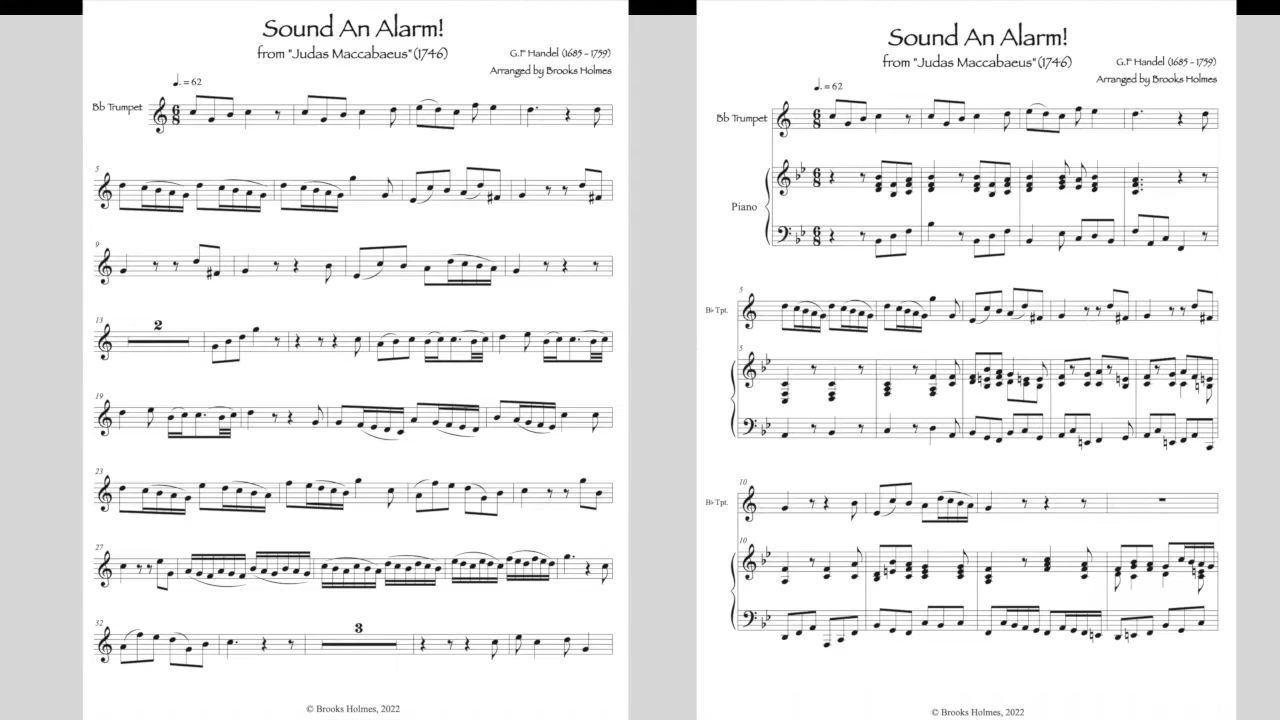 Sound An Alarm!
from "Judas Maccabaeus" (1746)
G.F Handel (1685 - 1759)
Arranged by Brooks Holmes
♩. = 62
Bb Trumpet
5
9
13
2
19
23
27
32
3
© Brooks Holmes, 2022
Sound An Alarm!
from "Judas Maccabaeus" (1746)
G.F Handel (1685 - 1759)
Arranged by Brooks Holmes
♩. = 62
Bb Trumpet
Piano
5
B♭ Tpt.
5
10
B♭ Tpt.
10
© Brooks Holmes, 2022